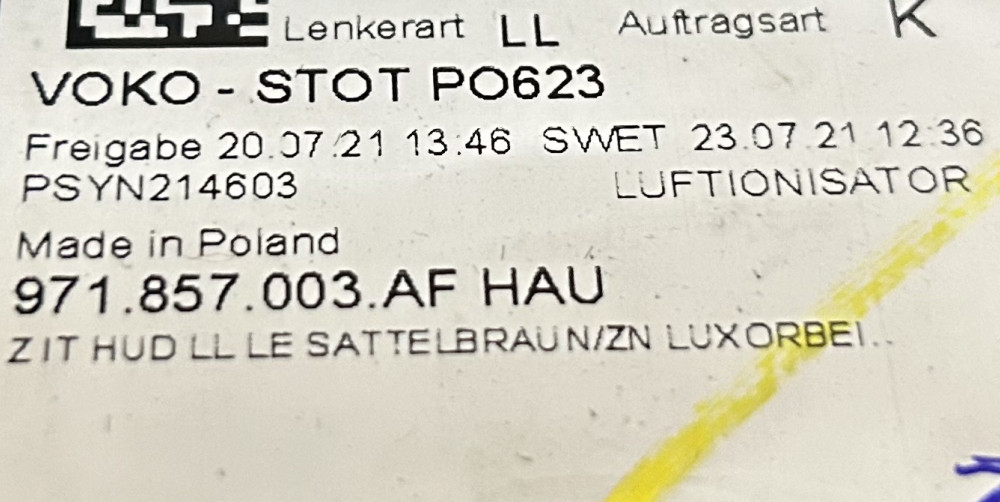 Lenkerart LL Auftragsart K
VOKO - STOT PO623
Freigabe 20.07.21 13:46 SWET 23.07.21 12:36
PSYN214603 LUFTIONISATOR
Made in Poland
971.857.003.AF HAU
ZIT HUD LL LE SATTELBRAUN/ZN LUXORBEI..